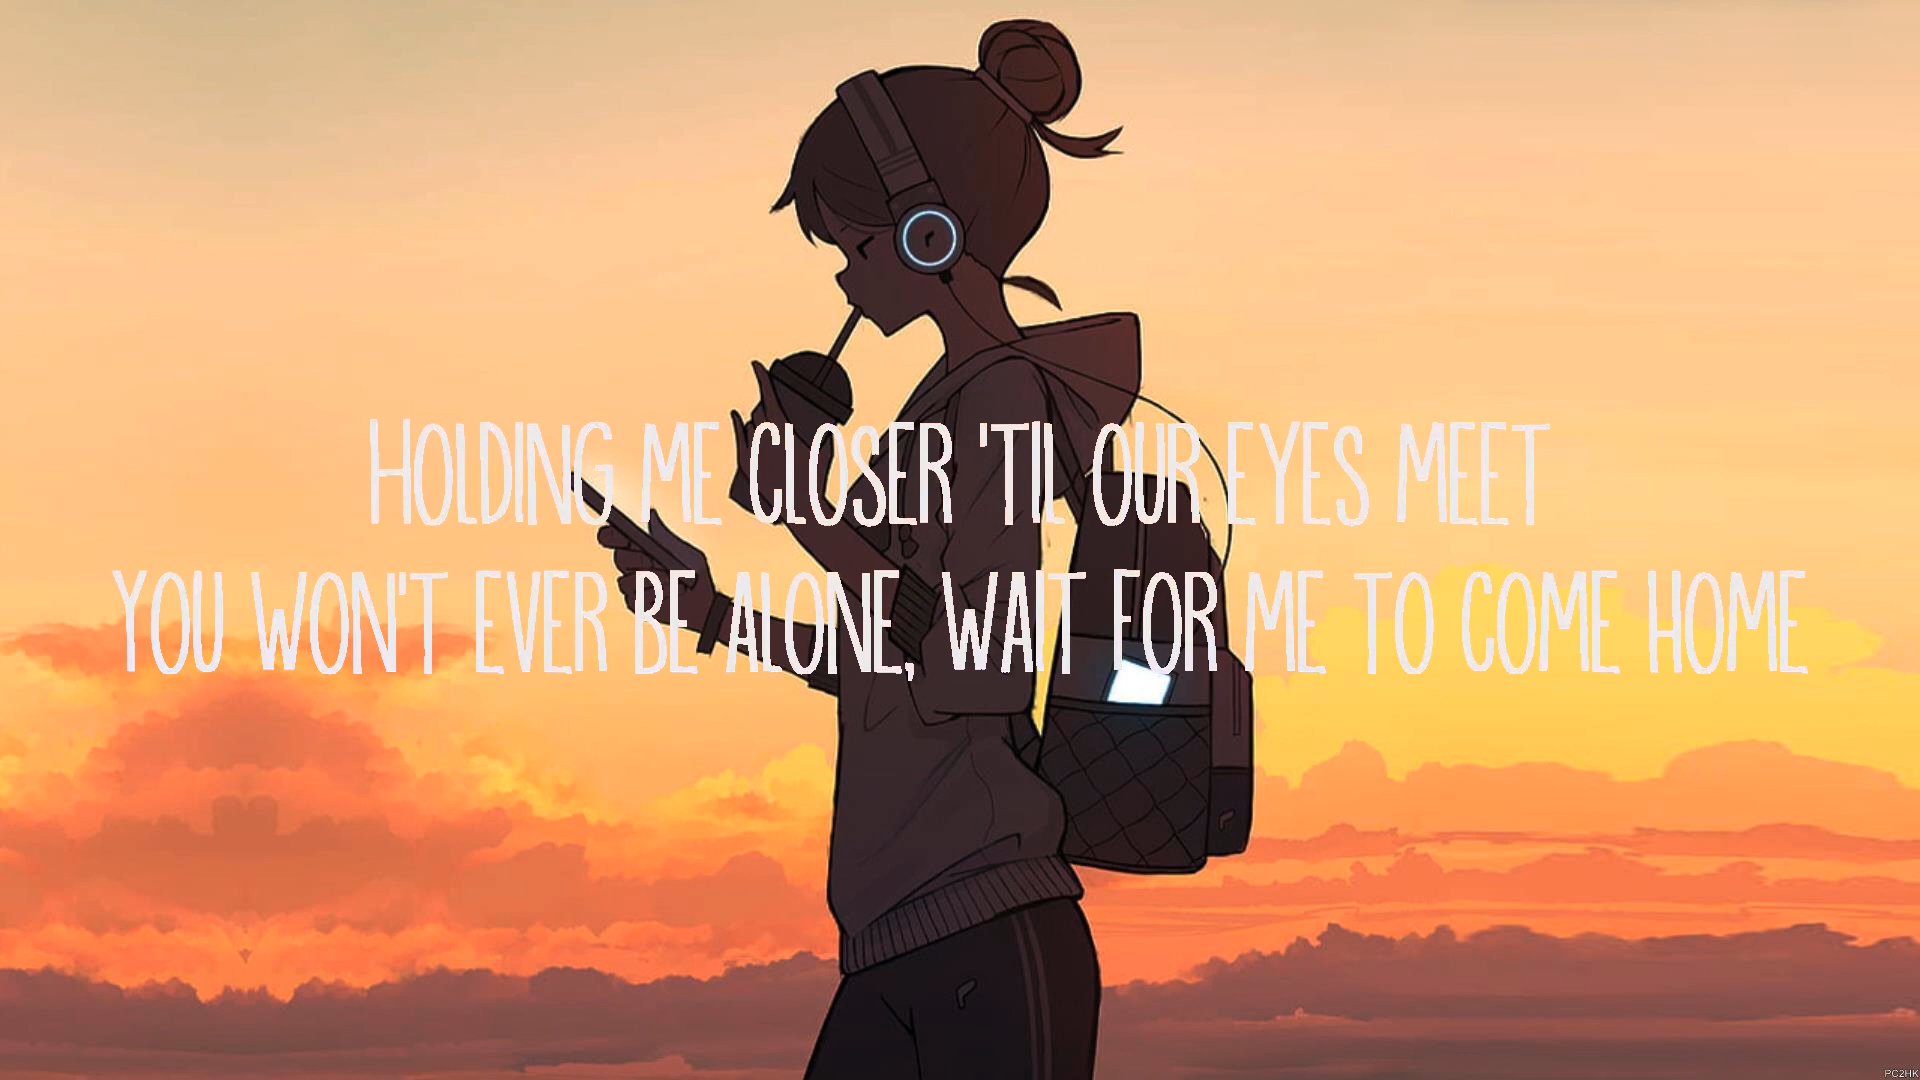 HOLDING ME CLOSER 'TIL OUR EYES MEET
YOU WON'T EVER BE ALONE, WAIT FOR ME TO COME HOME
PC2HK